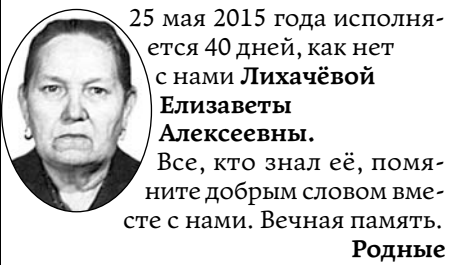 25 мая 2015 года исполня-
ется 40 дней, как нет
с нами Лихачёвой
Елизаветы
Алексеевны.
Все, кто знал её, помя-
ните добрым словом вме-
сте с нами. Вечная память.
Родные